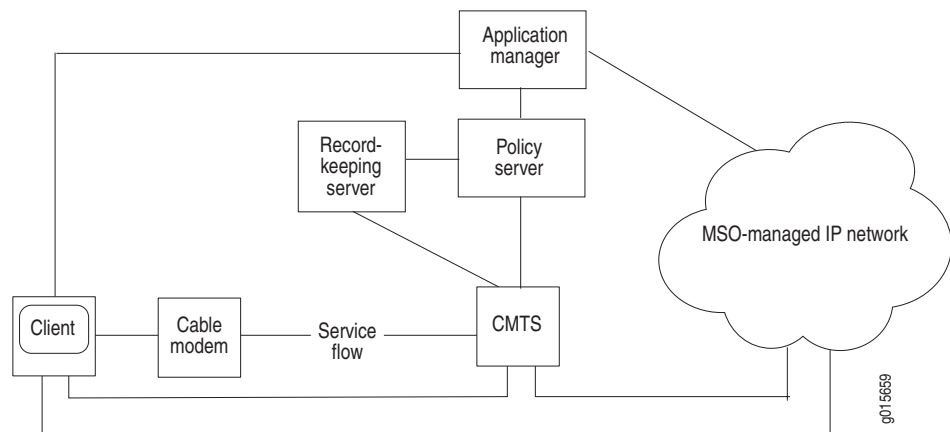 Application
manager
Record-
keeping
server
Policy
server
MSO-managed IP network
Client
Cable
modem
Service
flow
CMTS
g015659